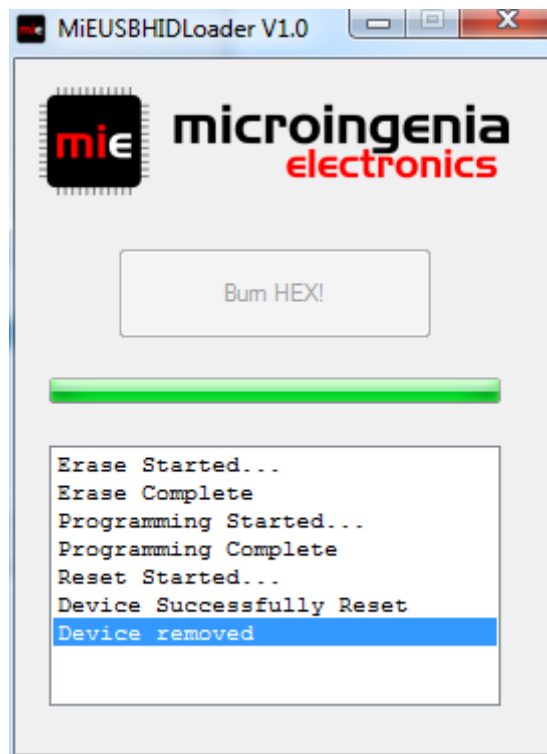 miE MiEUSBHIDLoader V1.0
miE
microingenia
electronics
Burn HEX!
Erase Started...
Erase Complete
Programming Started...
Programming Complete
Reset Started...
Device Successfully Reset
Device removed